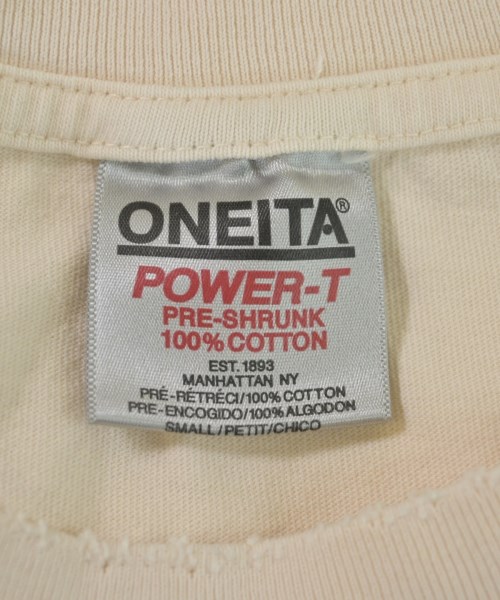 ONEITA®
POWER-T
PRE-SHRUNK
100% COTTON
EST. 1893
MANHATTAN NY
PRÉ-RÉTRÉCI/100% COTTON
PRE-ENCOGIDO/100% ALGODON
SMALL/PETIT/CHICO